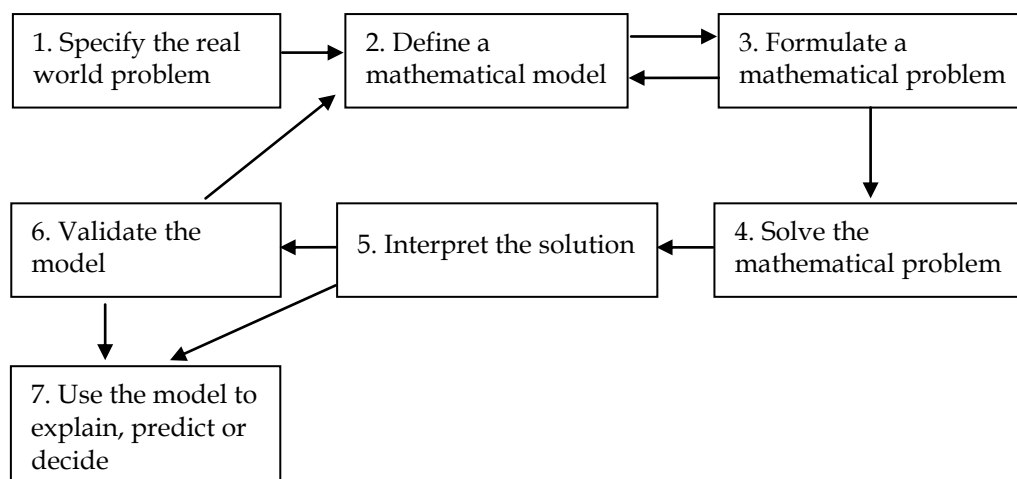 1. Specify the real
world problem
2. Define a
mathematical model
3. Formulate a
mathematical problem
4. Solve the
mathematical problem
5. Interpret the solution
6. Validate the
model
7. Use the model to
explain, predict or
decide